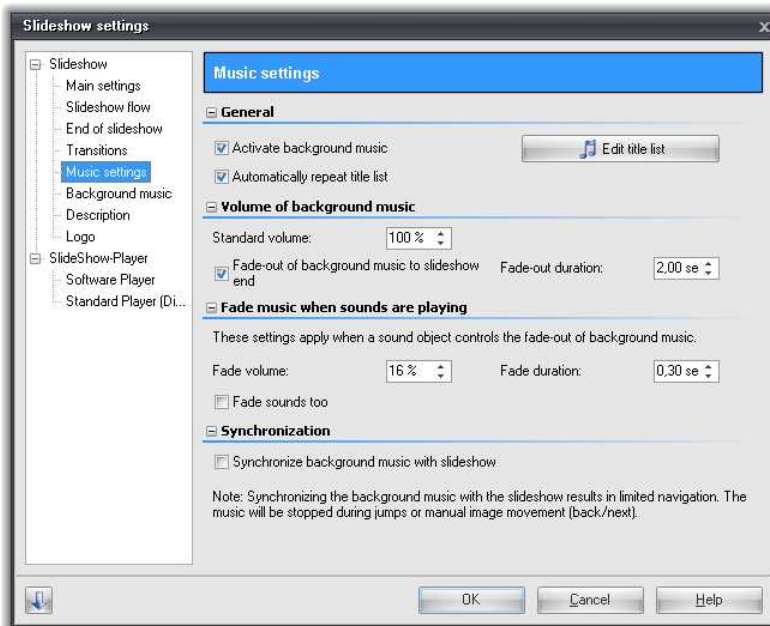 Slideshow settings
x
Slideshow
Main settings
Slideshow flow
End of slideshow
Transitions
Music settings
Background music
Description
Logo
SlideShow-Player
Software Player
Standard Player (Di...
Music settings
General
Activate background music
Edit title list
Automatically repeat title list
Volume of background music
Standard volume: 100 %
Fade-out of background music to slideshow
end
Fade-out duration: 2,00 se
Fade music when sounds are playing
These settings apply when a sound object controls the fade-out of background music.
Fade volume: 16 % Fade duration: 0,30 se
Fade sounds too
Synchronization
Synchronize background music with slideshow
Note: Synchronizing the background music with the slideshow results in limited navigation. The
music will be stopped during jumps or manual image movement (back/next).
OK Cancel Help